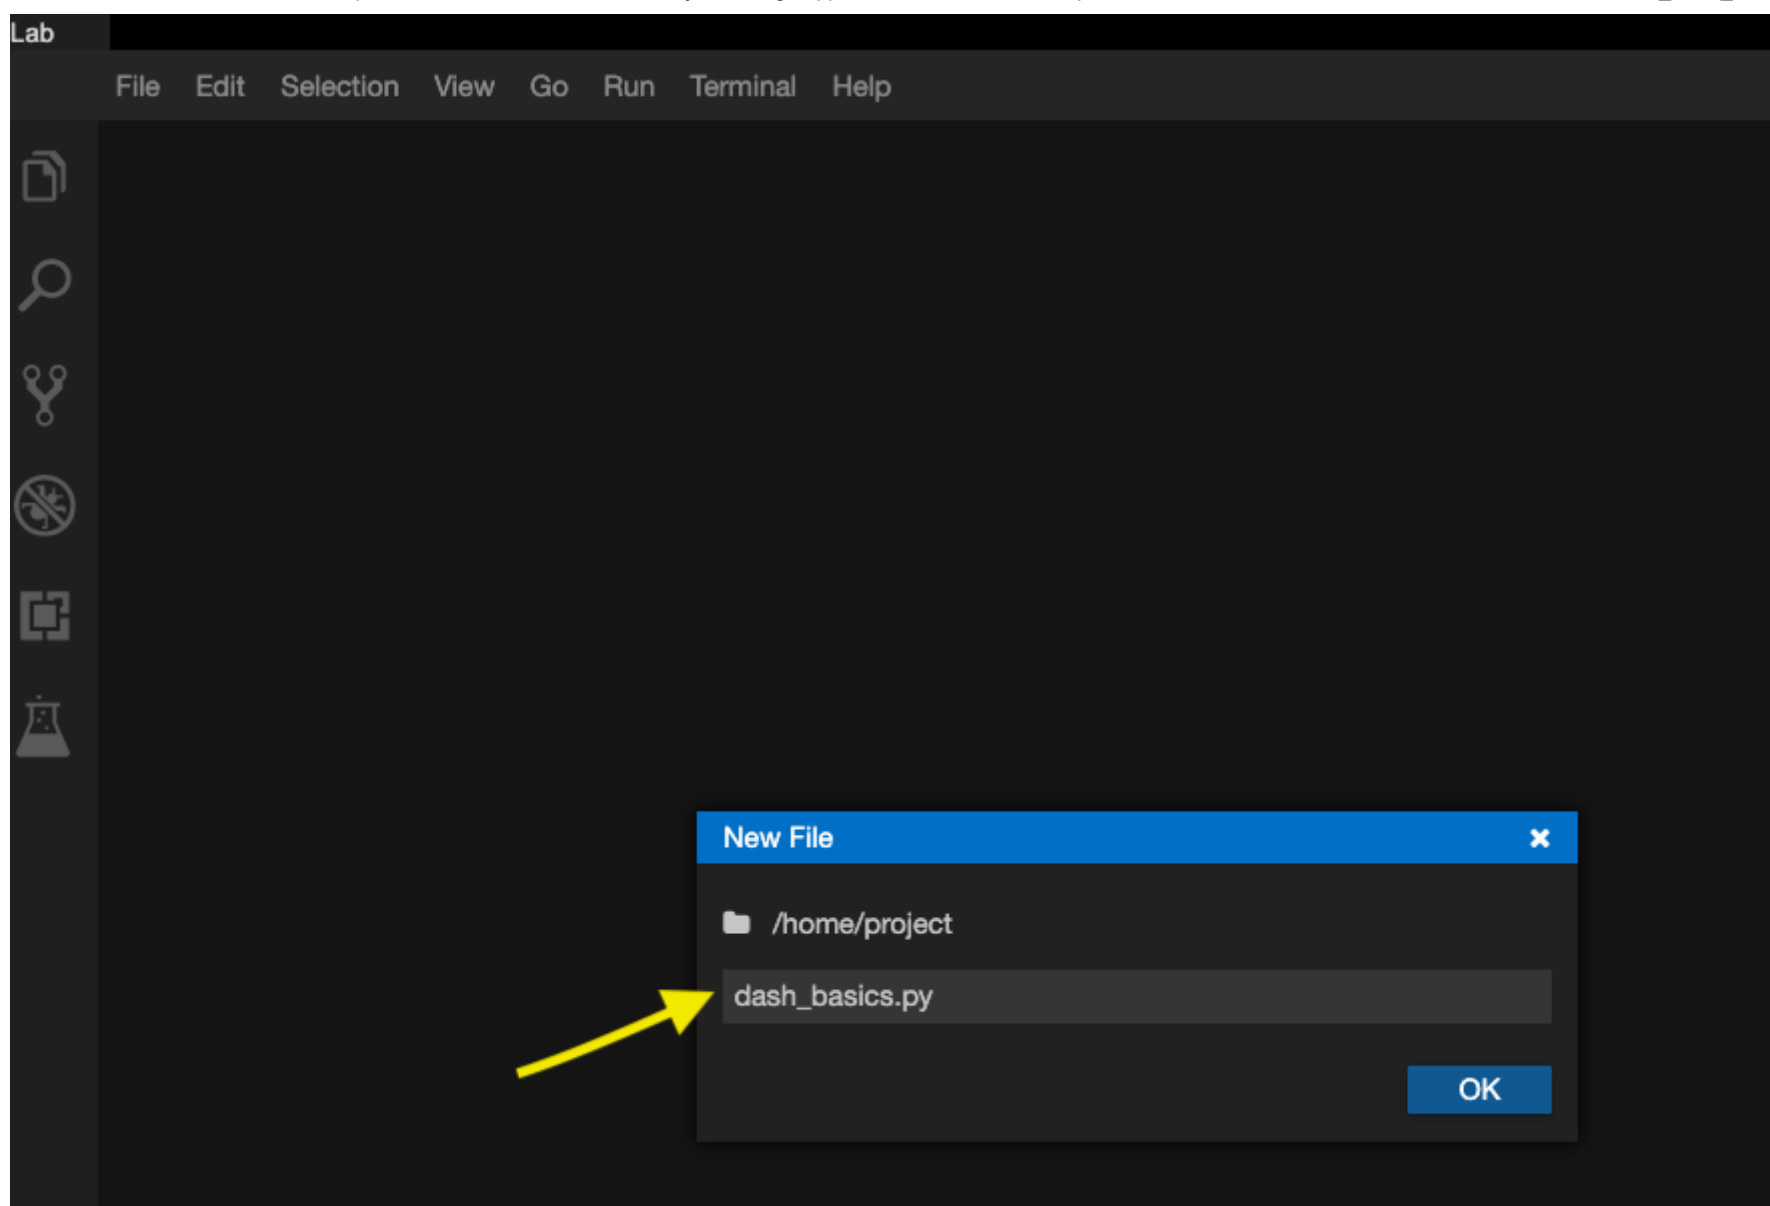 Lab
File Edit Selection View Go Run Terminal Help
New File
/home/project
dash_basics.py
OK